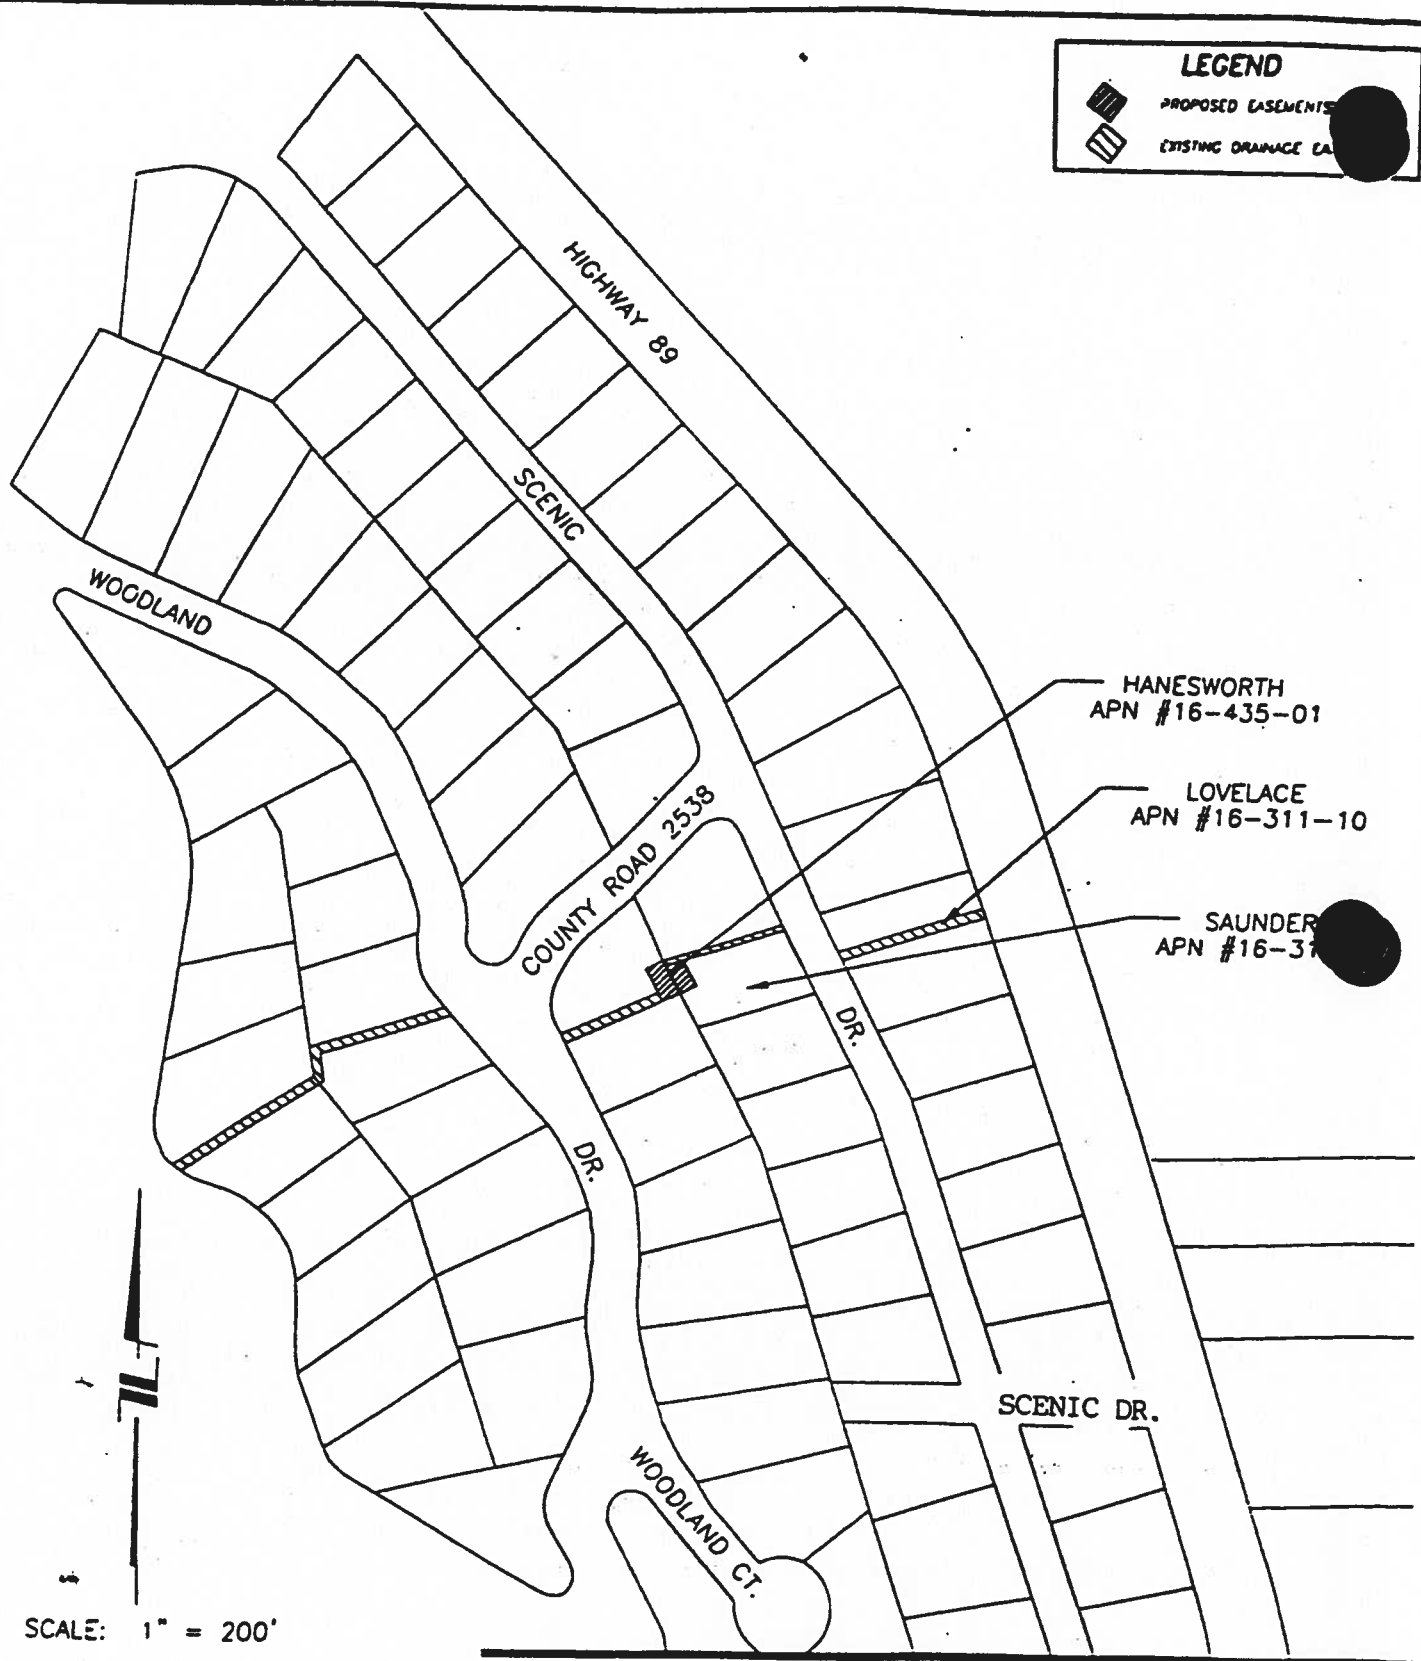 LEGEND
PROPOSED EASEMENTS
EXISTING DRAINAGE
HIGHWAY 89
SCENIC
WOODLAND
HANESWORTH
APN #16-435-01
LOVELACE
APN #16-311-10
COUNTY ROAD 2538
SAUNDER
APN #16-31
DR.
DR.
SCENIC DR.
WOODLAND CT.
SCALE: 1" = 200'